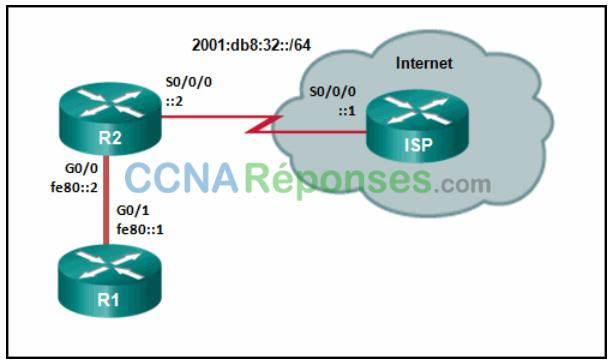 2001:db8:32::/64
Internet
S0/0/0
::2
S0/0/0
::1
R2
ISP
G0/0
fe80::2
CCNARéponses.com
G0/1
fe80::1
R1